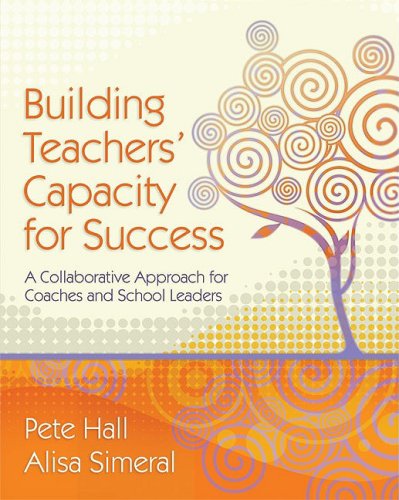 Building
Teachers'
Capacity
for Success
A Collaborative Approach for
Coaches and School Leaders
Pete Hall
Alisa Simeral